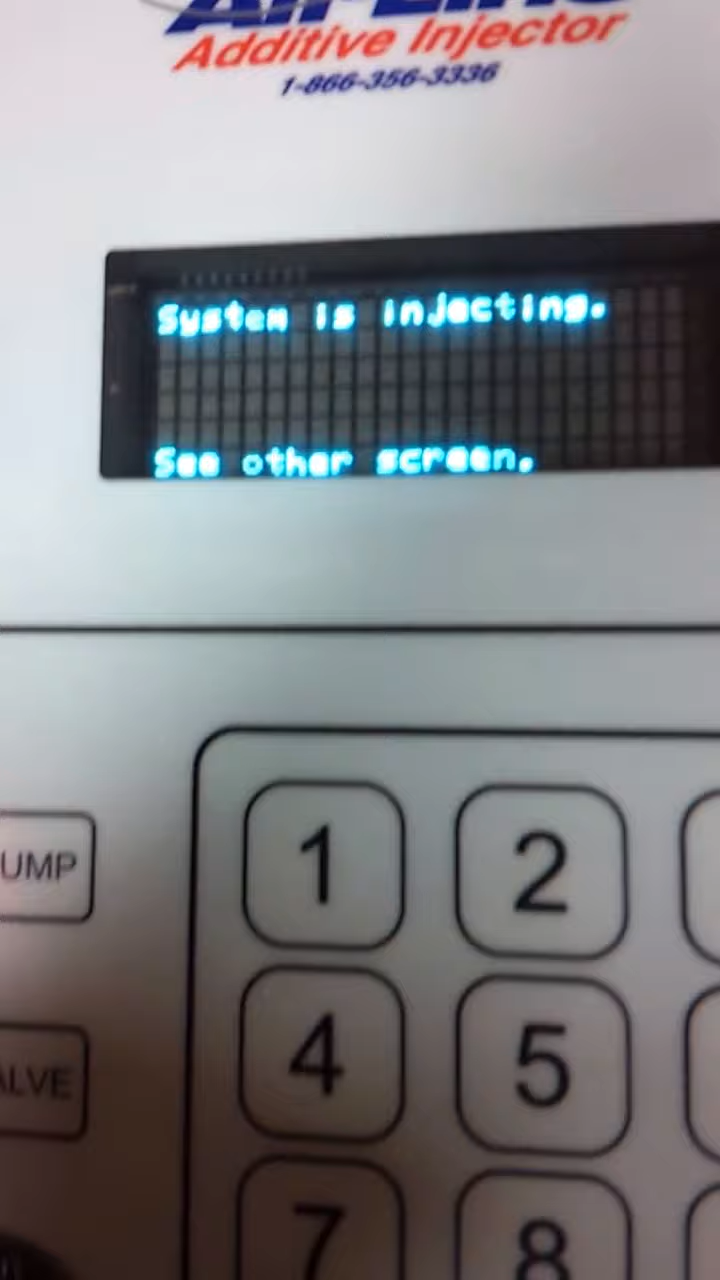 Additive Injector
1-866-356-3336
System is injecting.
See other screen.
1
2
UMP
4
5
ALVE
7
8